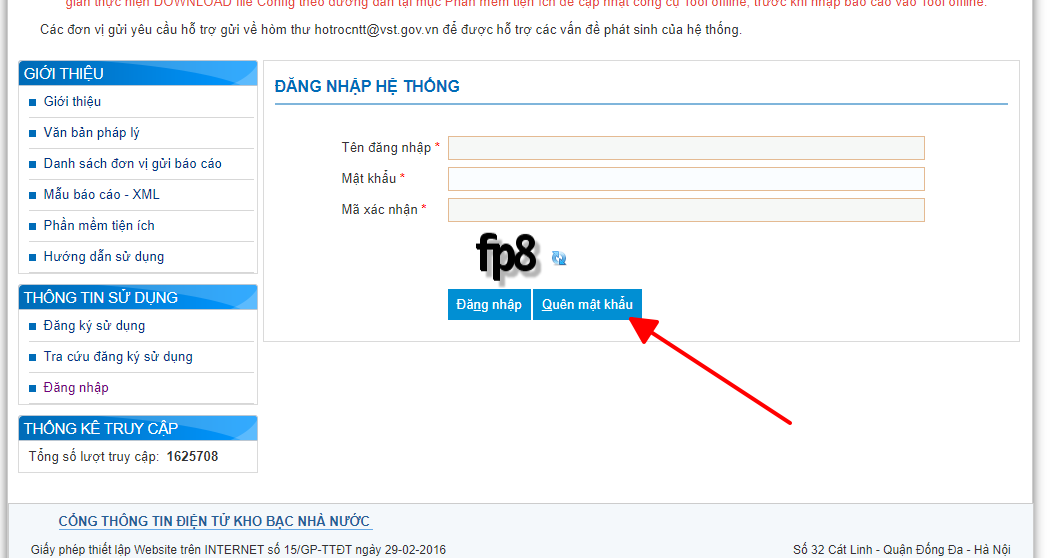 gian thực hiện DOWNLOAD file Config theo đường dẫn tại mục Phần mềm tiện ích để cập nhật công cụ Tool offline, trước khi nhập báo cáo vào Tool offline.
Các đơn vị gửi yêu cầu hỗ trợ gửi về hòm thư hotrocntt@vst.gov.vn để được hỗ trợ các vấn đề phát sinh của hệ thống.
GIỚI THIỆU
Giới thiệu
Văn bản pháp lý
Danh sách đơn vị gửi báo cáo
Mẫu báo cáo - XML
Phần mềm tiện ích
Hướng dẫn sử dụng
THÔNG TIN SỬ DỤNG
Đăng ký sử dụng
Tra cứu đăng ký sử dụng
Đăng nhập
THỐNG KÊ TRUY CẬP
Tổng số lượt truy cập: 1625708
ĐĂNG NHẬP HỆ THỐNG
Tên đăng nhập *
Mật khẩu *
Mã xác nhận *
fp8
Đăng nhập Quên mật khẩu
CỔNG THÔNG TIN ĐIỆN TỬ KHO BẠC NHÀ NƯỚC
Giấy phép thiết lập Website trên INTERNET số 15/GP-TTĐT ngày 29-02-2016
Số 32 Cát Linh - Quận Đống Đa - Hà Nội